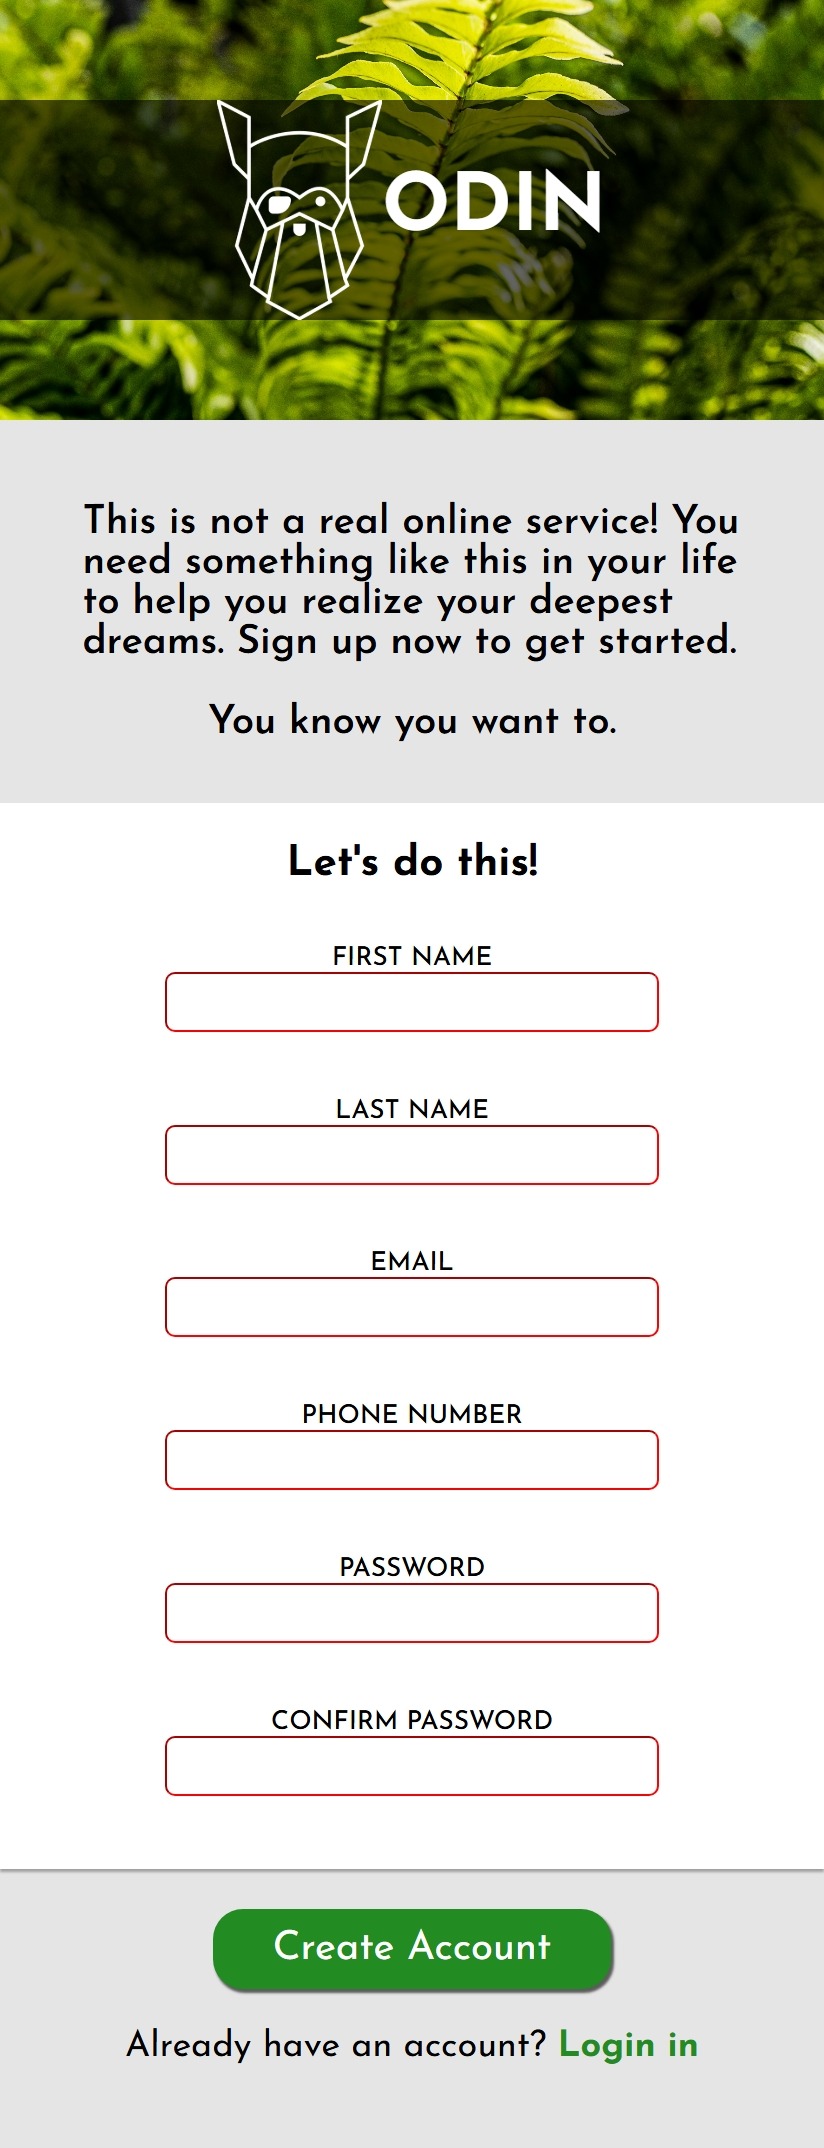 ODIN
This is not a real online service! You
need something like this in your life
to help you realize your deepest
dreams. Sign up now to get started.
You know you want to.
Let's do this!
FIRST NAME
LAST NAME
EMAIL
PHONE NUMBER
PASSWORD
CONFIRM PASSWORD
Create Account
Already have an account? Login in